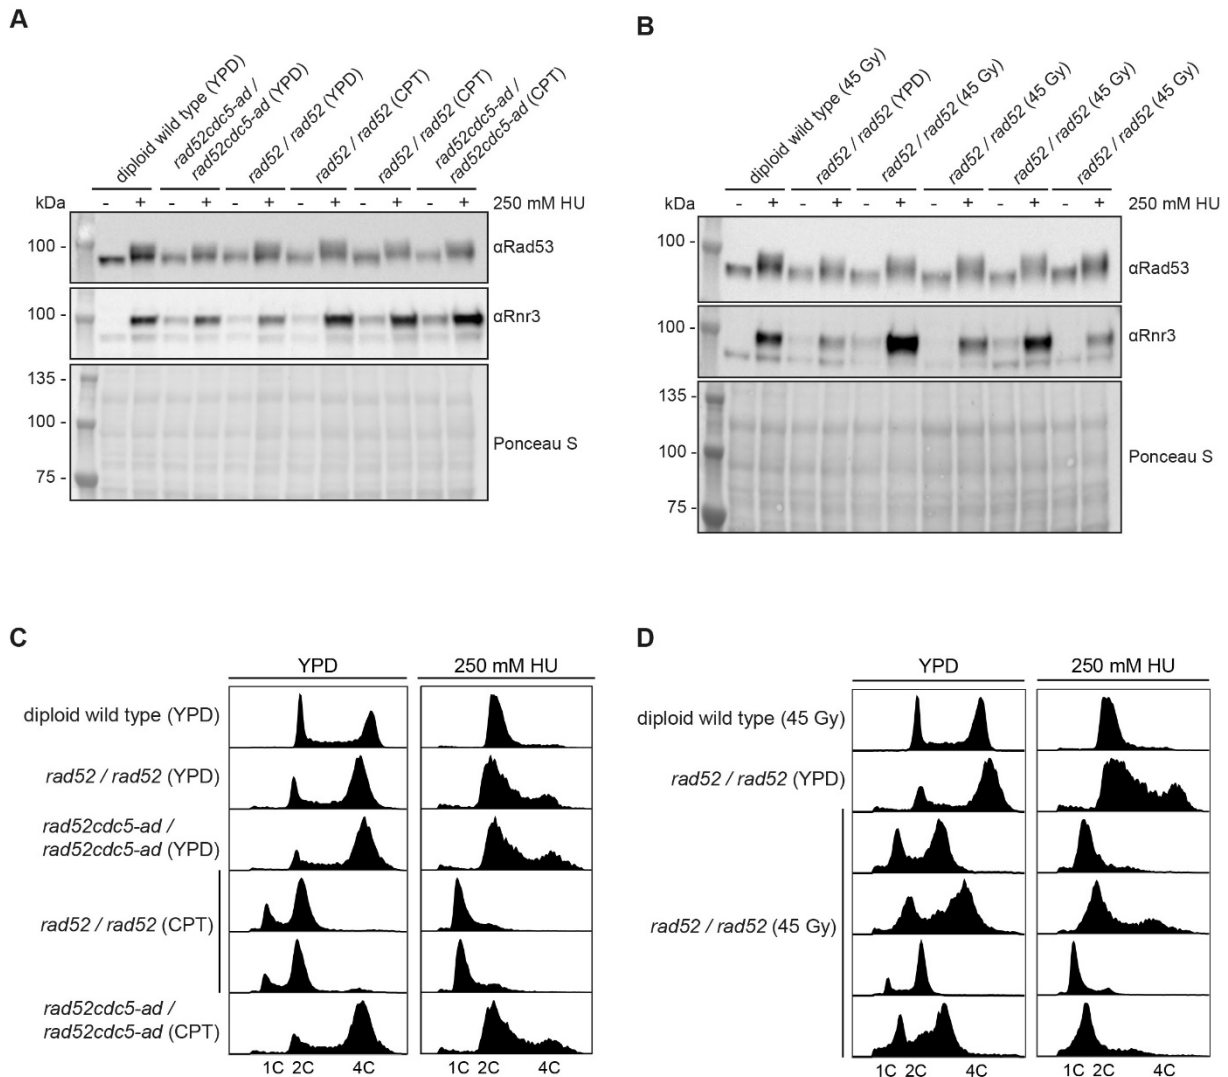 A
diploid wild type (YPD)
rad52cdc5-ad /
rad52cdc5-ad (YPD)
rad52 / rad52 (YPD)
rad52 / rad52 (CPT)
rad52 / rad52 (CPT)
rad52cdc5-ad /
rad52cdc5-ad (CPT)
kDa - + - + - + - + - + - + 250 mM HU
100 - αRad53
100 - αRnr3
135 -
100 -
Ponceau S
75 -
B
diploid wild type (45 Gy)
rad52 / rad52 (YPD)
rad52 / rad52 (45 Gy)
rad52 / rad52 (45 Gy)
rad52 / rad52 (45 Gy)
rad52 / rad52 (45 Gy)
kDa - + - + - + - + - + - + 250 mM HU
100 -
αRad53
100 -
αRnr3
135 -
100 -
Ponceau S
75 -
C
YPD 250 mM HU
diploid wild type (YPD)
rad52 / rad52 (YPD)
rad52cdc5-ad /
rad52cdc5-ad (YPD)
rad52 / rad52 (CPT)
rad52cdc5-ad /
rad52cdc5-ad (CPT)
1C 2C 4C 1C 2C 4C
D
YPD 250 mM HU
diploid wild type (45 Gy)
rad52 / rad52 (YPD)
rad52 / rad52 (45 Gy)
1C 2C 4C 1C 2C 4C